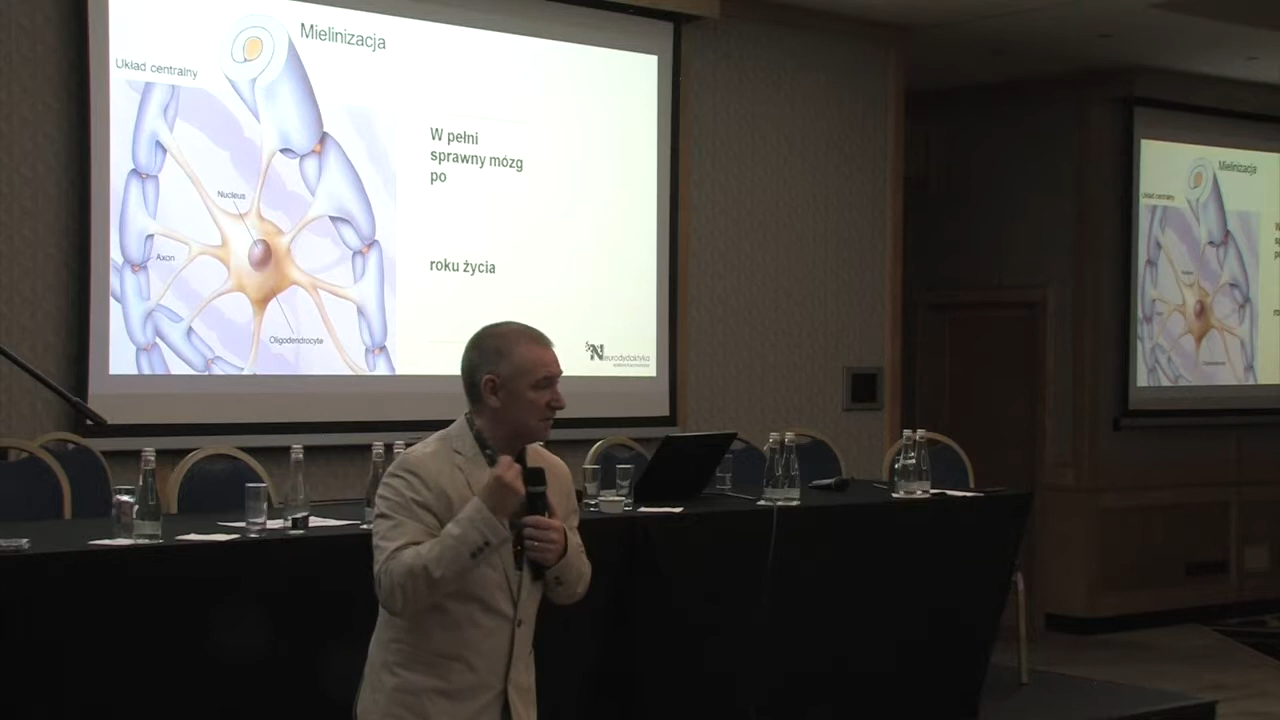 Mielinizacja
Układ centralny
W pełni
sprawny mózg
po
Nucleus
Axon
roku życia
Oligodendrocyte
Neurodydaktyka
Mielinizacja
Układ centralny